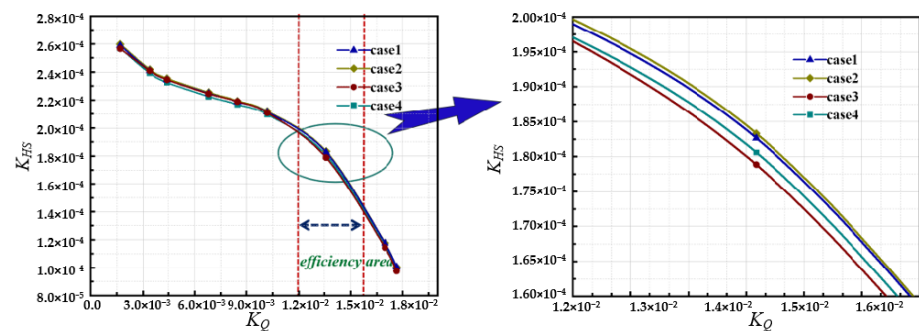 2.8×10⁻⁴
2.6×10⁻⁴
2.4×10⁻⁴
2.2×10⁻⁴
2.0×10⁻⁴
1.8×10⁻⁴
1.6×10⁻⁴
1.4×10⁻⁴
1.2×10⁻⁴
1.0×10⁻⁴
8.0×10⁻⁵
K_HS
case1
case2
case3
case4
efficiency area
0.0 3.0×10⁻³ 6.0×10⁻³ 9.0×10⁻³ 1.2×10⁻² 1.5×10⁻² 1.8×10⁻²
K_Q
2.00×10⁻⁴
1.95×10⁻⁴
1.90×10⁻⁴
1.85×10⁻⁴
1.80×10⁻⁴
1.75×10⁻⁴
1.70×10⁻⁴
1.65×10⁻⁴
1.60×10⁻⁴
K_HS
case1
case2
case3
case4
1.2×10⁻² 1.3×10⁻² 1.4×10⁻² 1.5×10⁻² 1.6×10⁻²
K_Q